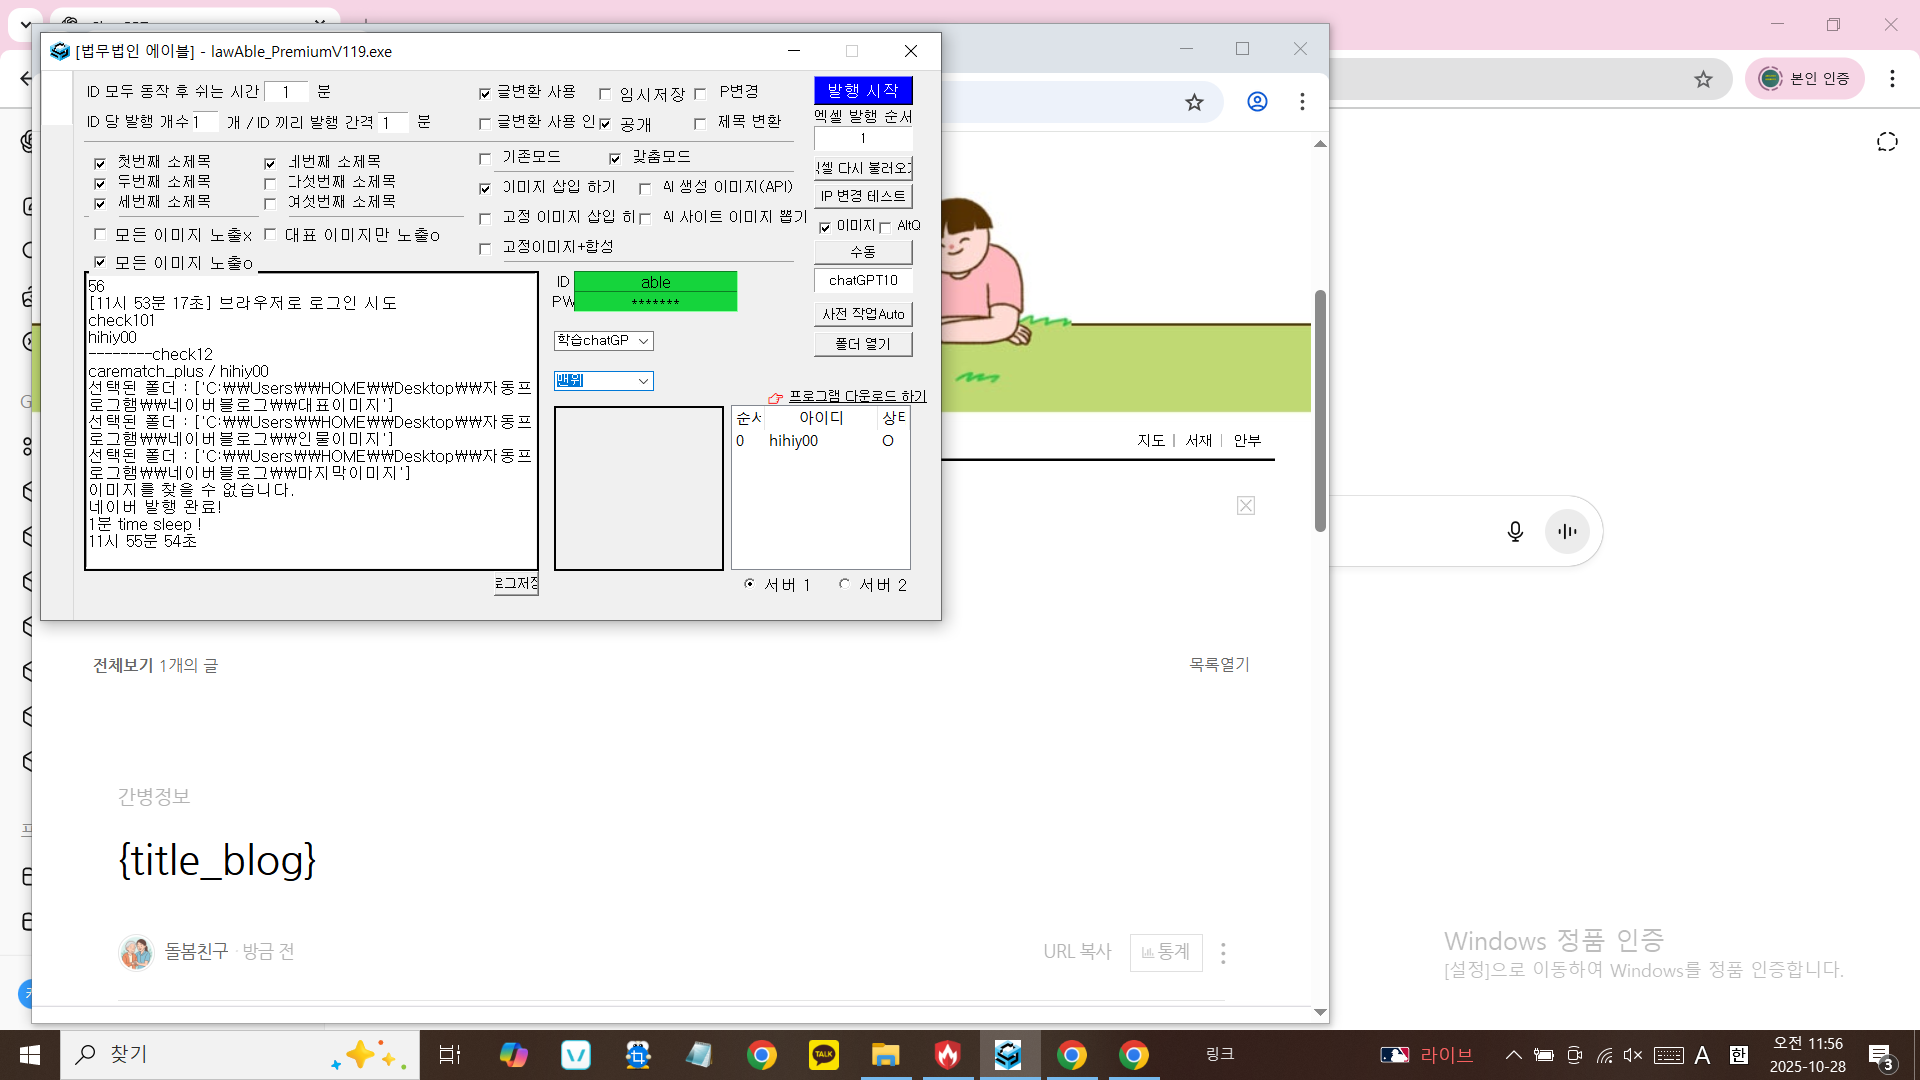 [법무법인 에이블] - lawAble_PremiumV119.exe
본인 인증
ID 모두 동작 후 쉬는 시간 1 분
글변환 사용
임시저장
P변경
발행 시작
ID 당 발행 개수 1 개 / ID 끼리 발행 간격 1 분
글변환 사용 인
공개
제목 변환
엑셀 발행 순서
1
첫번째 소제목
네번째 소제목
기존모드
맞춤모드
셀 다시 불러오기
두번째 소제목
다섯번째 소제목
이미지 삽입 하기
AI 생성 이미지(API)
IP 변경 테스트
세번째 소제목
여섯번째 소제목
고정 이미지 삽입 하
AI 사이트 이미지 뽑기
이미지
AltQ
모든 이미지 노출x
대표 이미지만 노출o
고정이미지+합성
수동
모든 이미지 노출o
chatGPT10
56
[11시 53분 17초] 브라우저로 로그인 시도
check101
hihiy00
--------check12
carematch_plus / hihiy00
선택된 폴더 : ['C:₩₩Users₩₩HOME₩₩Desktop₩₩자동프
로그램₩₩네이버블로그₩₩대표이미지']
선택된 폴더 : ['C:₩₩Users₩₩HOME₩₩Desktop₩₩자동프
로그램₩₩네이버블로그₩₩인물이미지']
선택된 폴더 : ['C:₩₩Users₩₩HOME₩₩Desktop₩₩자동프
로그램₩₩네이버블로그₩₩마지막이미지']
이미지를 찾을 수 없습니다.
네이버 발행 완료!
1분 time sleep !
11시 55분 54초
로그저장
ID able
PW *******
사전 작업Auto
학습chatGP
폴더 열기
맨위
프로그램 다운로드 하기
순서 아이디 상태
0 hihiy00 O
서버 1
서버 2
지도 | 서재 | 안부
전체보기 1개의 글
목록열기
간병정보
{title_blog}
돌봄친구 · 방금 전
URL 복사
통계
Windows 정품 인증
[설정]으로 이동하여 Windows를 정품 인증합니다.
찾기
TALK
링크
라이브
A
한
오전 11:56
2025-10-28
3